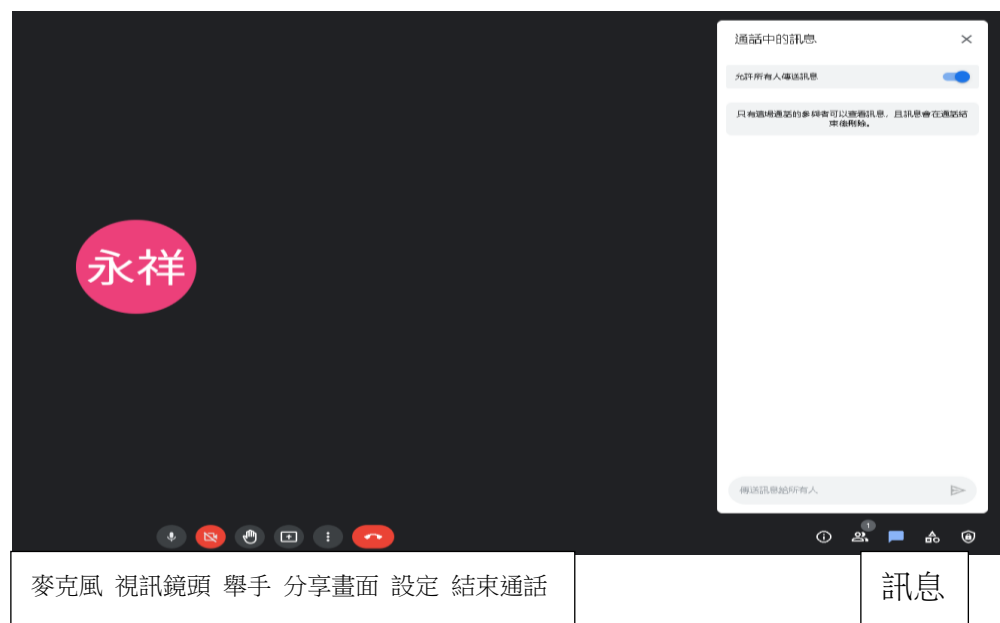 通話中的訊息
允許所有人傳送訊息
只有這場通話的參與者可以查看訊息，且訊息會在通話結
束後刪除。
永祥
傳送訊息給所有人
1
麥克風 視訊鏡頭 舉手 分享畫面 設定 結束通話
訊息